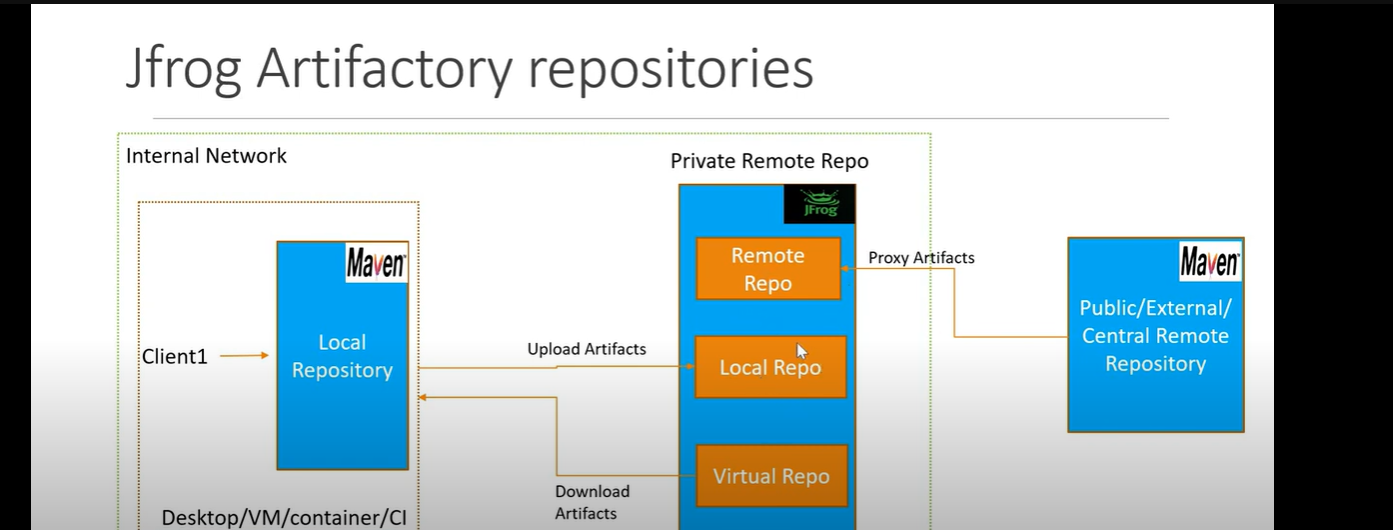 Jfrog Artifactory repositories
Internal Network
Private Remote Repo
JFrog
Maven
Remote
Repo
Proxy Artifacts
Maven
Public/External/
Central Remote
Repository
Client1
Local
Repository
Upload Artifacts
Local Repo
Virtual Repo
Download
Artifacts
Desktop/VM/container/CI